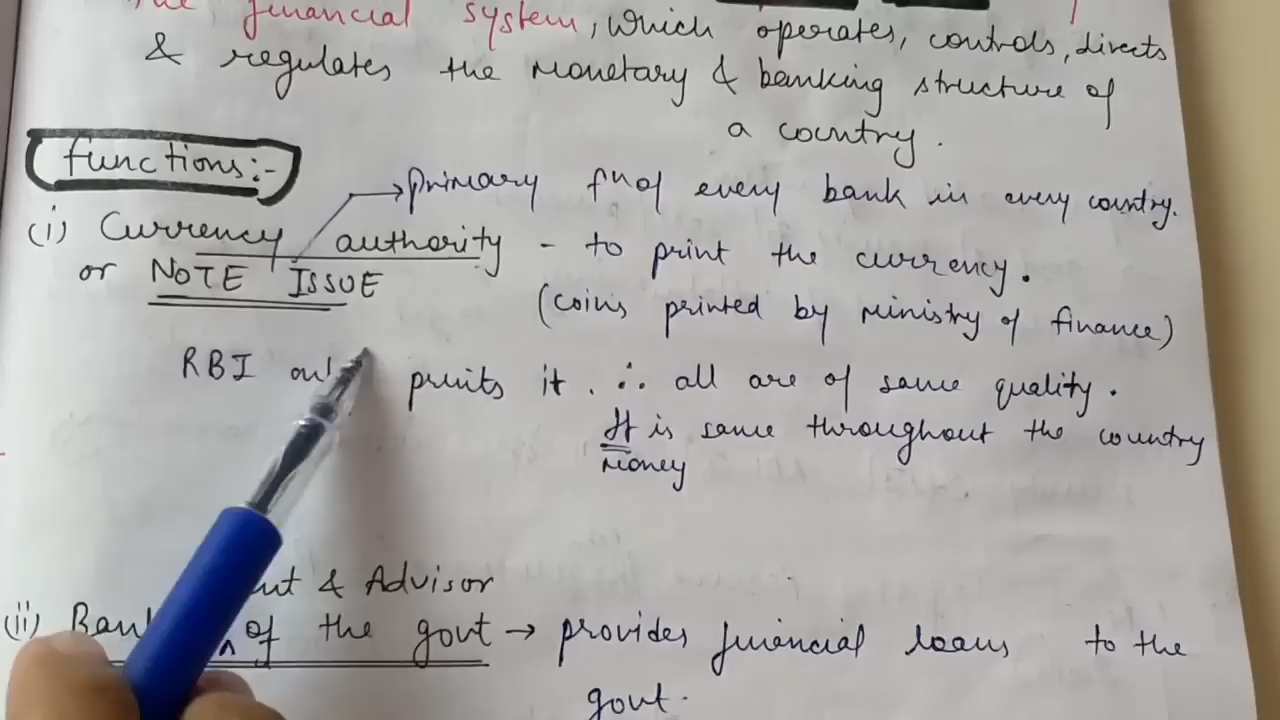 financial system, which operates, controls, directs
& regulates the monetary & banking structure of
a country.
functions:-
primary fn of every bank in every country.
(i) Currency authority - to print the currency.
or NOTE ISSUE
(coins printed by ministry of finance)
RBI prints it. ∴ all are of same quality.
It is same throughout the country
money
& Advisor
(ii) of the govt → provides financial loans to the
govt.